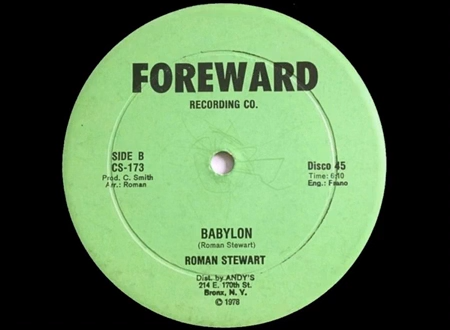 FOREWARD
RECORDING CO.
SIDE B
CS-173
Prod. C. Smith
Arr.: Roman
Disco 45
Time: 6:10
Eng.: Frano
BABYLON
(Roman Stewart)
ROMAN STEWART
Dist. by ANDY'S
214 E. 170th St.
Bronx, N. Y.
© 1978